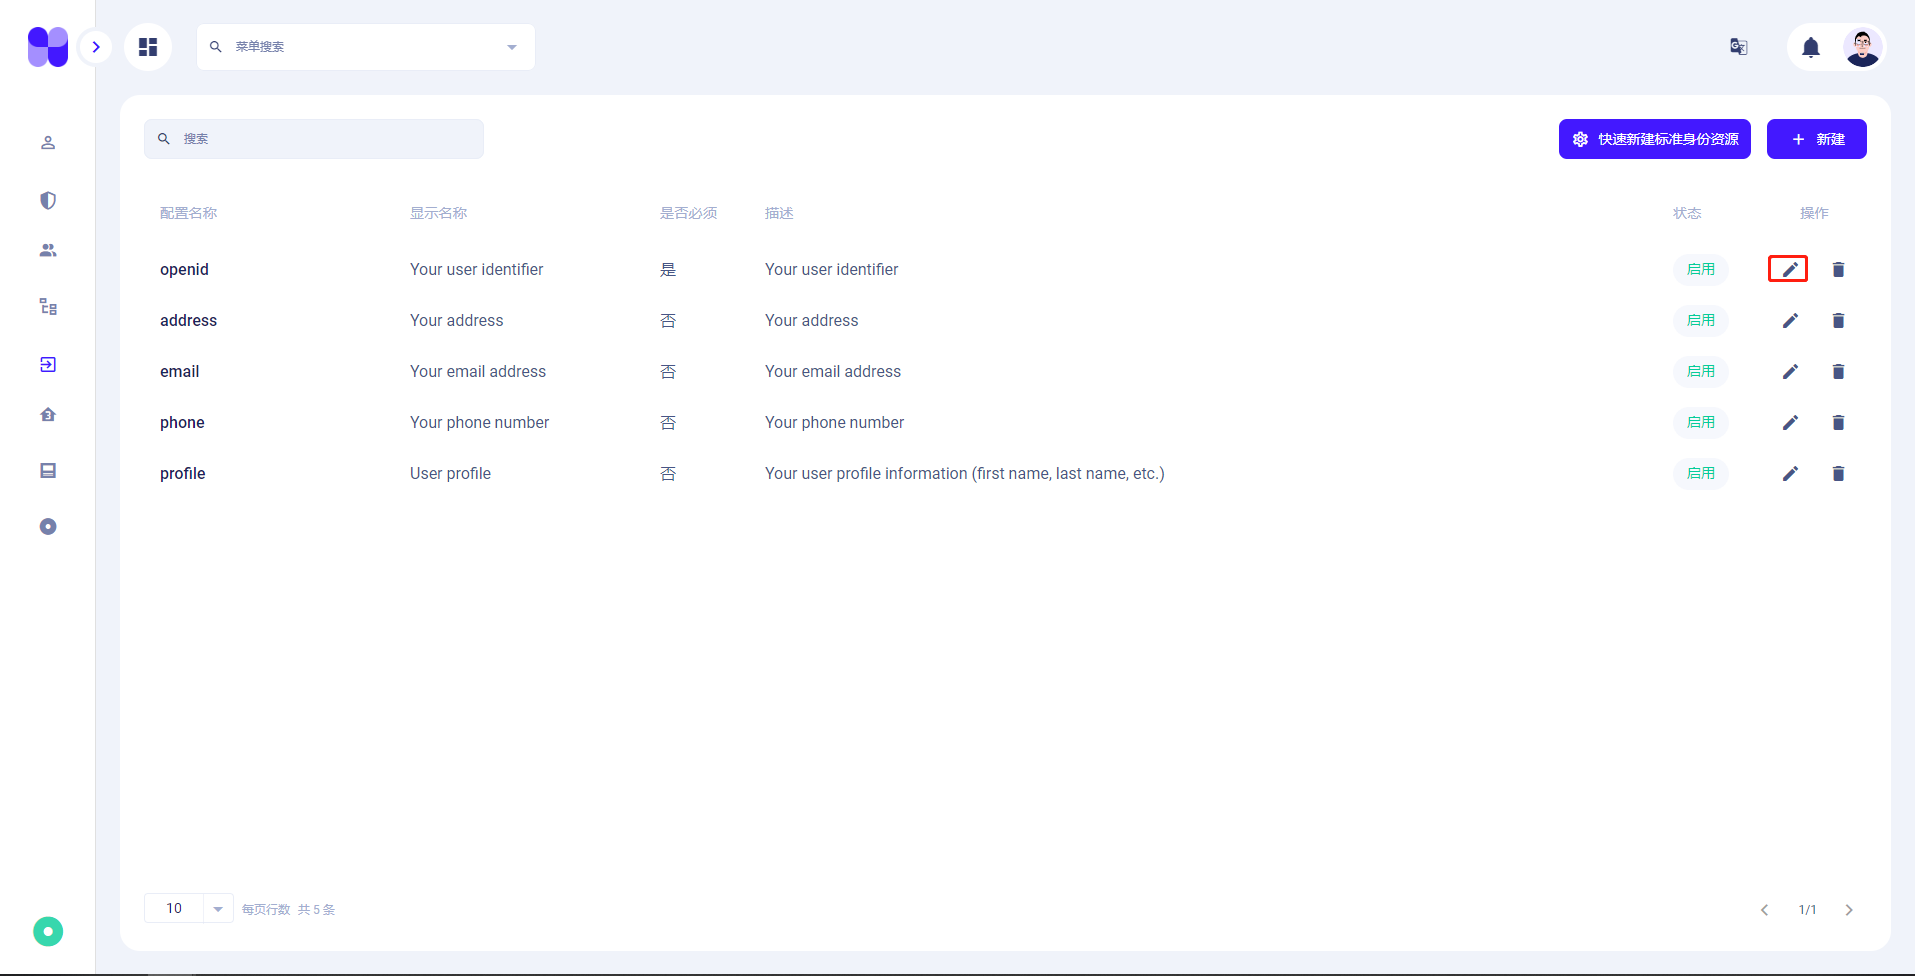 菜单搜索
搜索
快速新建标准身份资源
新建
配置名称 显示名称 是否必须 描述 状态 操作
openid Your user identifier 是 Your user identifier 启用
address Your address 否 Your address 启用
email Your email address 否 Your email address 启用
phone Your phone number 否 Your phone number 启用
profile User profile 否 Your user profile information (first name, last name, etc.) 启用
10 每页行数 共 5 条 1/1